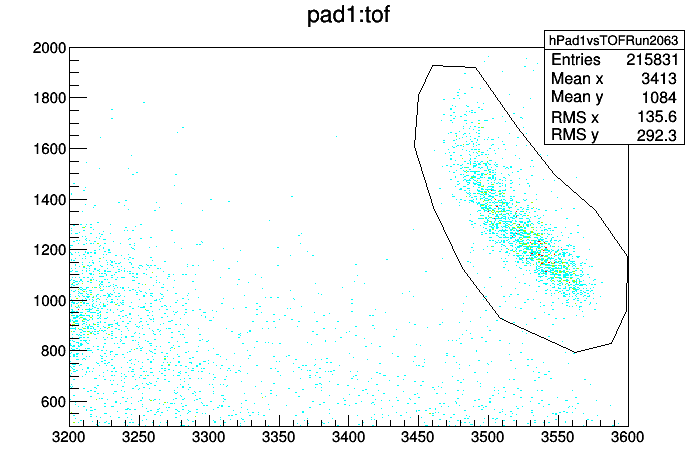 pad1:tof
hPad1vsTOFRun2063
Entries 215831
Mean x 3413
Mean y 1084
RMS x 135.6
RMS y 292.3
2000
1800
1600
1400
1200
1000
800
600
3200 3250 3300 3350 3400 3450 3500 3550 3600